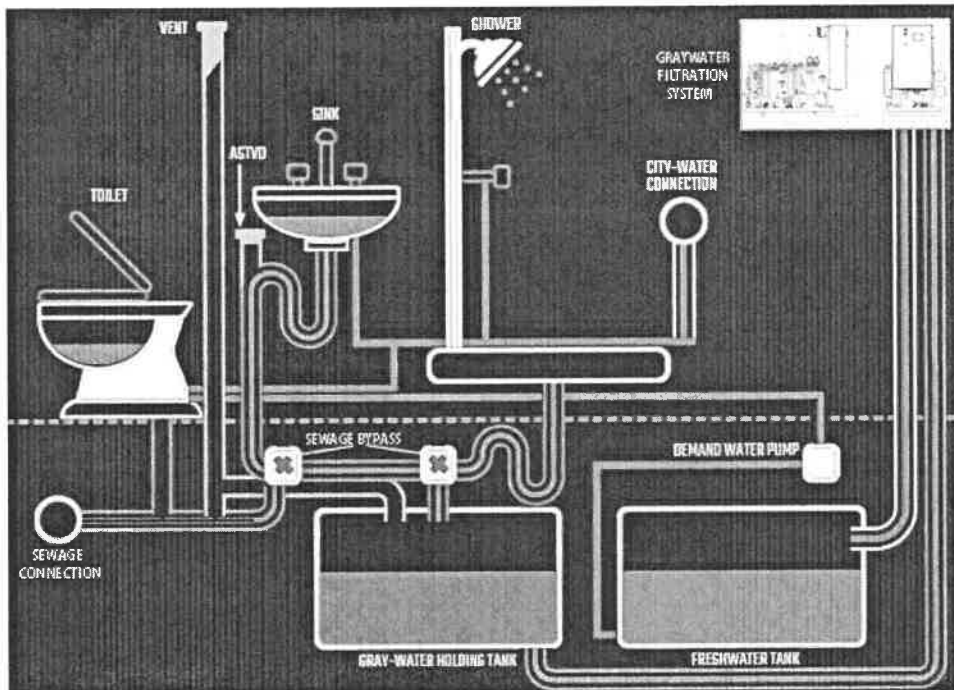 VENT
SHOWER
GRAYWATER
FILTRATION
SYSTEM
SINK
ASTVD
TOILET
CITY-WATER
CONNECTION
SEWAGE BYPASS
DEMAND WATER PUMP
SEWAGE
CONNECTION
GRAY-WATER HOLDING TANK
FRESHWATER TANK